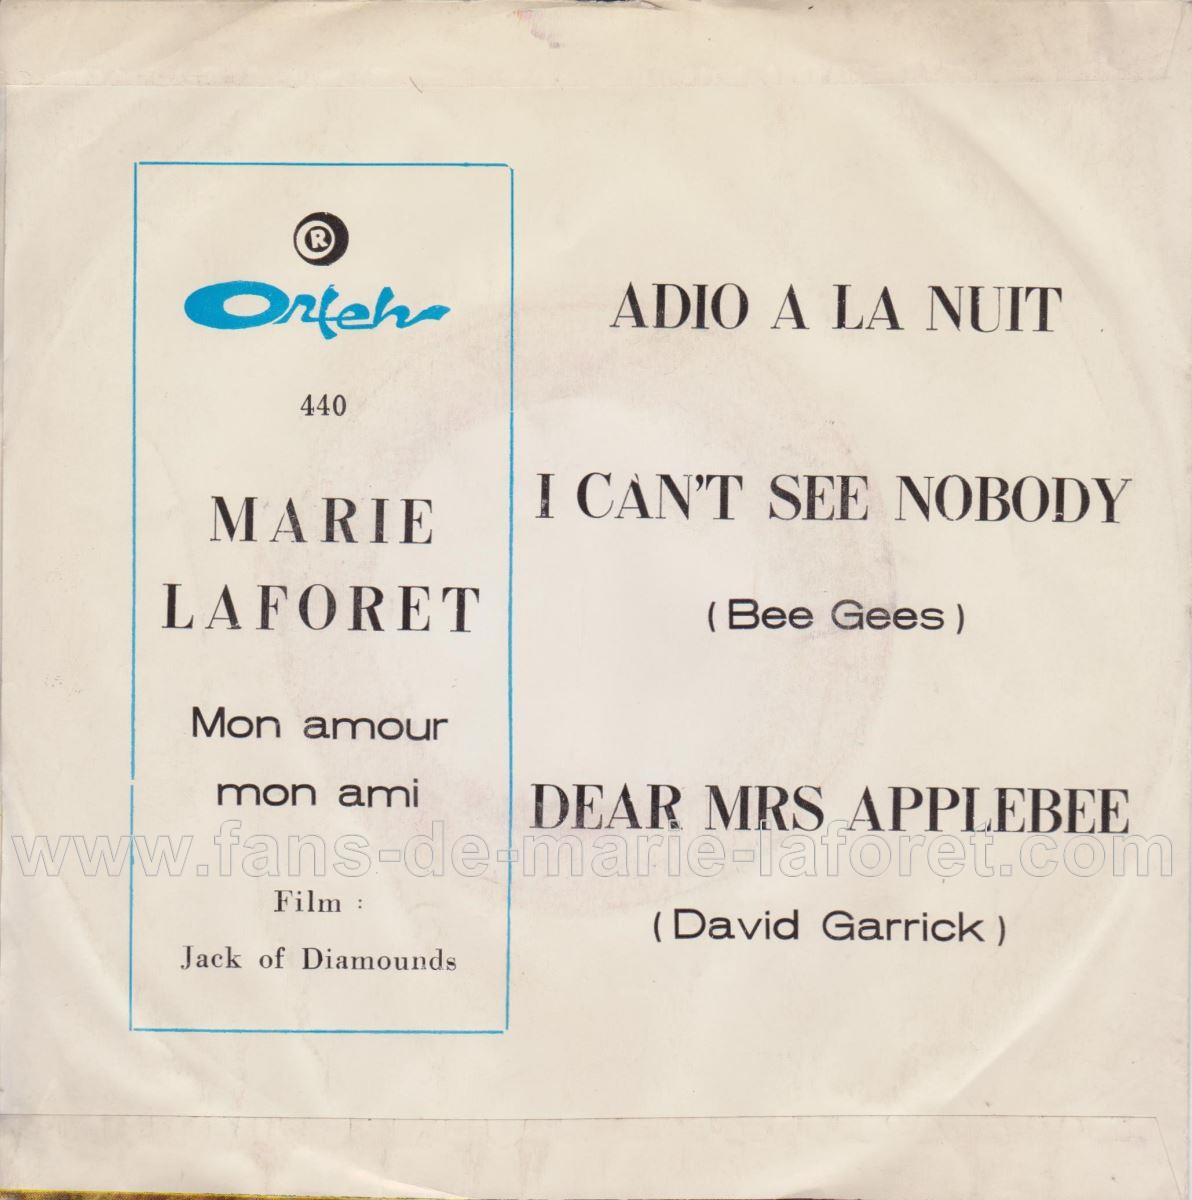 ®
Orfeh
440
MARIE
LAFORET
Mon amour
mon ami
Film :
Jack of Diamounds
ADIO A LA NUIT
I CAN'T SEE NOBODY
( Bee Gees )
DEAR MRS APPLEBEE
( David Garrick )
www.fans-de-marie-laforet.com